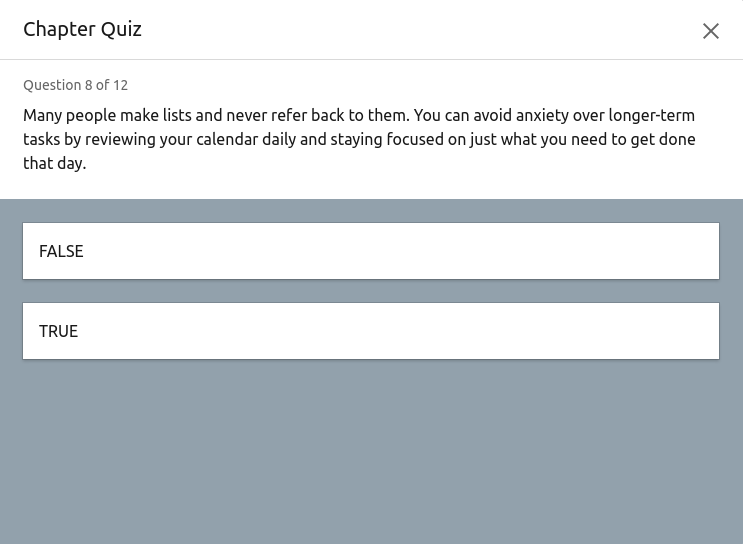 Chapter Quiz
Question 8 of 12
Many people make lists and never refer back to them. You can avoid anxiety over longer-term
tasks by reviewing your calendar daily and staying focused on just what you need to get done
that day.
FALSE
TRUE